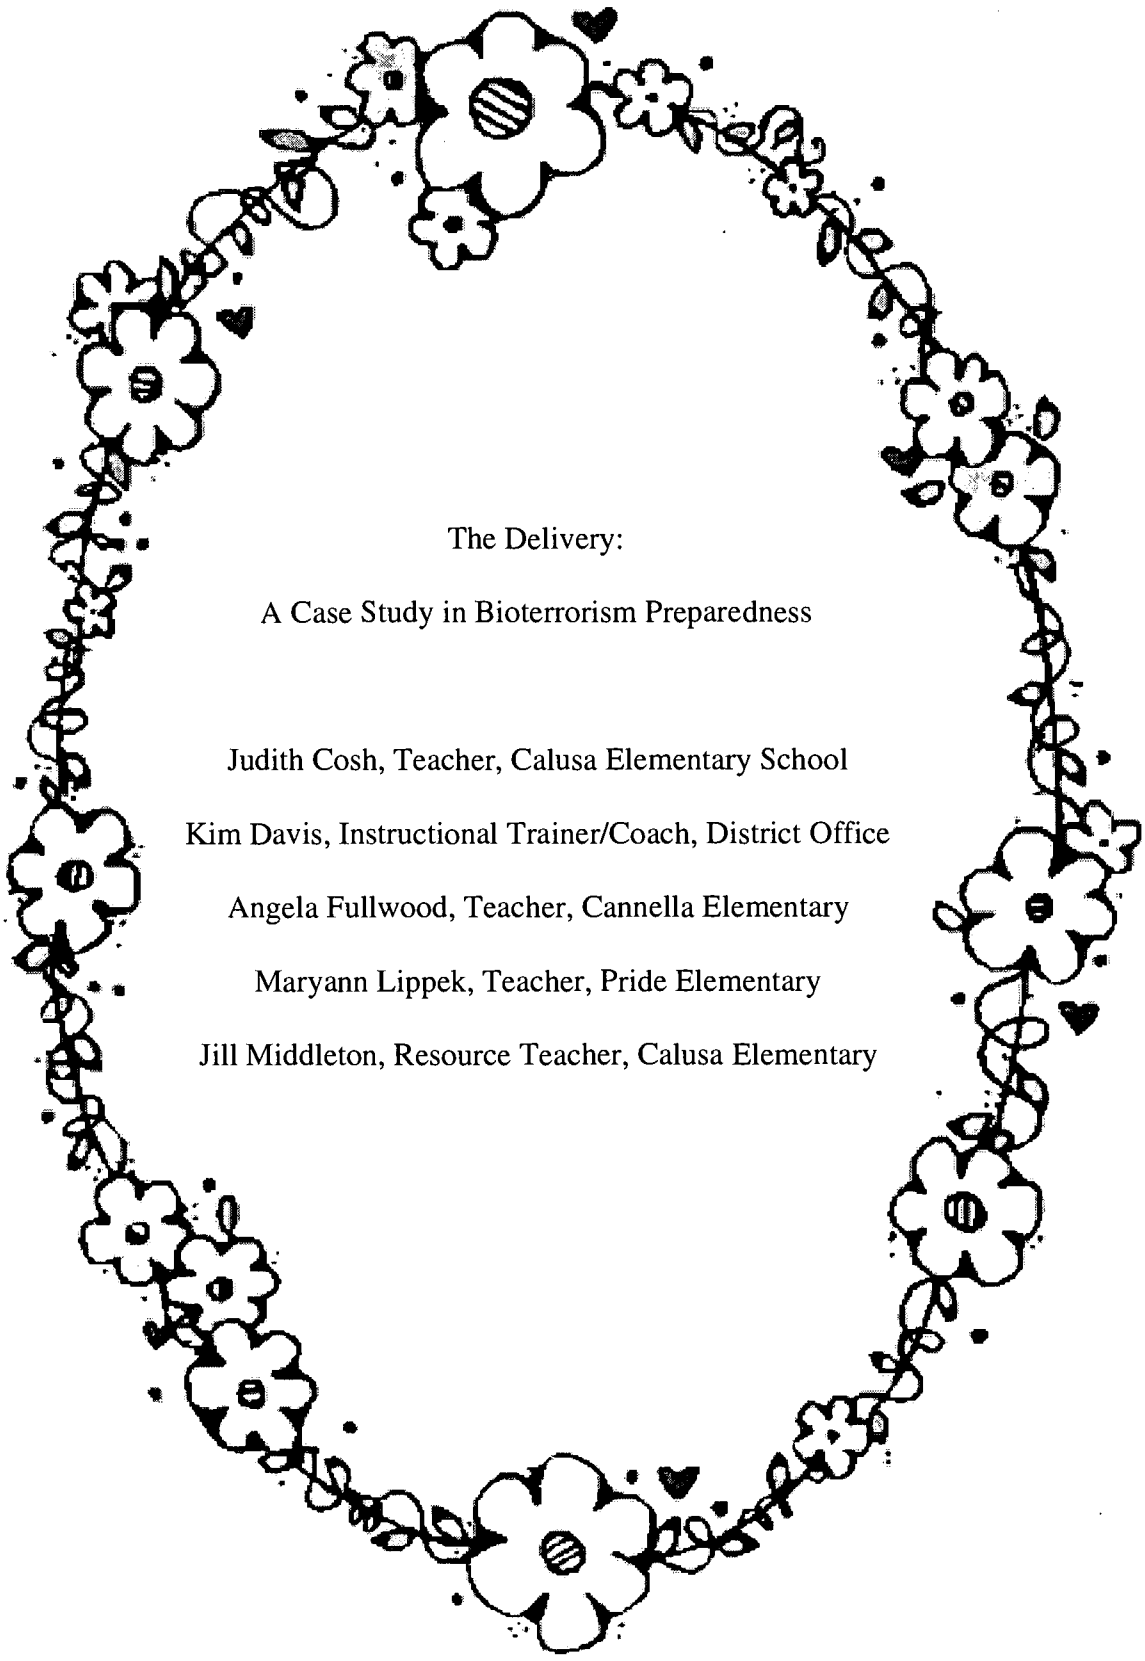 The Delivery:
A Case Study in Bioterrorism Preparedness
Judith Cosh, Teacher, Calusa Elementary School
Kim Davis, Instructional Trainer/Coach, District Office
Angela Fullwood, Teacher, Cannella Elementary
Maryann Lippek, Teacher, Pride Elementary
Jill Middleton, Resource Teacher, Calusa Elementary